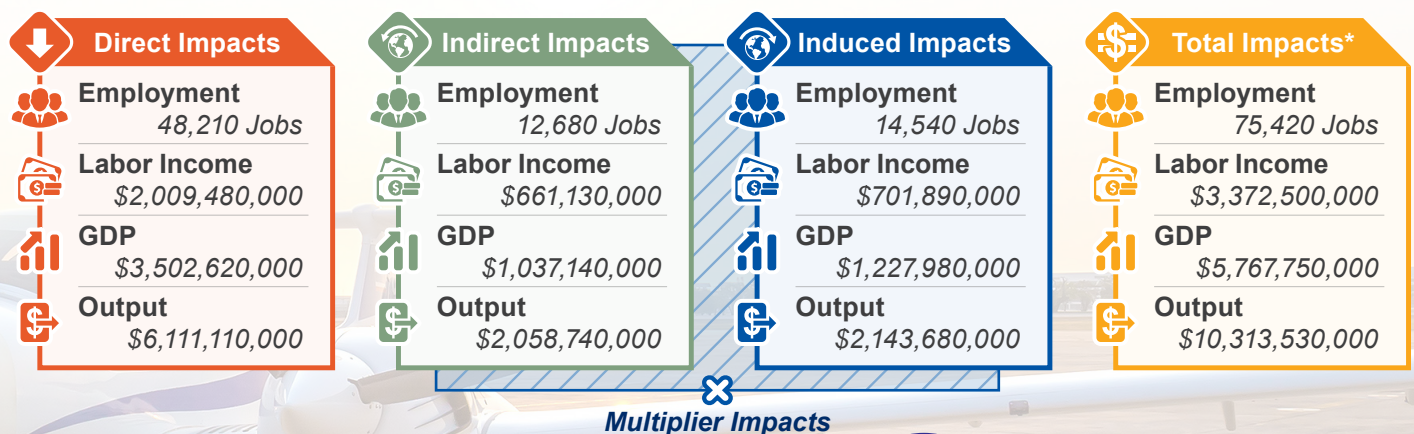 Direct Impacts
Employment
48,210 Jobs
Labor Income
$2,009,480,000
GDP
$3,502,620,000
Output
$6,111,110,000
Indirect Impacts
Employment
12,680 Jobs
Labor Income
$661,130,000
GDP
$1,037,140,000
Output
$2,058,740,000
Induced Impacts
Employment
14,540 Jobs
Labor Income
$701,890,000
GDP
$1,227,980,000
Output
$2,143,680,000
Total Impacts*
Employment
75,420 Jobs
Labor Income
$3,372,500,000
GDP
$5,767,750,000
Output
$10,313,530,000
Multiplier Impacts